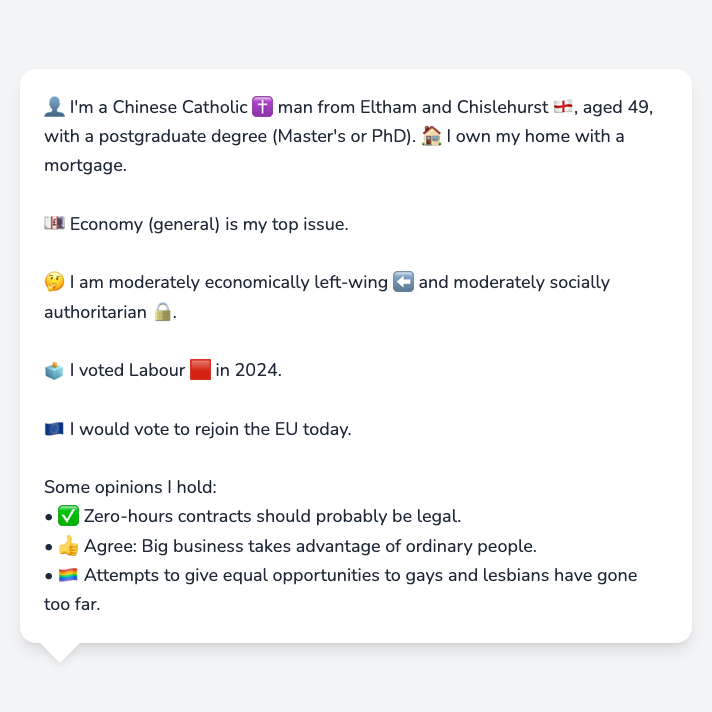 👤 I'm a Chinese Catholic ✝️ man from Eltham and Chislehurst 🏴󠁧󠁢󠁥󠁮󠁧󠁿, aged 49,
with a postgraduate degree (Master's or PhD). 🏠 I own my home with a
mortgage.
💷 Economy (general) is my top issue.
🤔 I am moderately economically left-wing ⬅️ and moderately socially
authoritarian 🔒.
🗳️ I voted Labour 🟥 in 2024.
🇪🇺 I would vote to rejoin the EU today.
Some opinions I hold:
• ✅ Zero-hours contracts should probably be legal.
• 👍 Agree: Big business takes advantage of ordinary people.
• 🏳️‍🌈 Attempts to give equal opportunities to gays and lesbians have gone
too far.